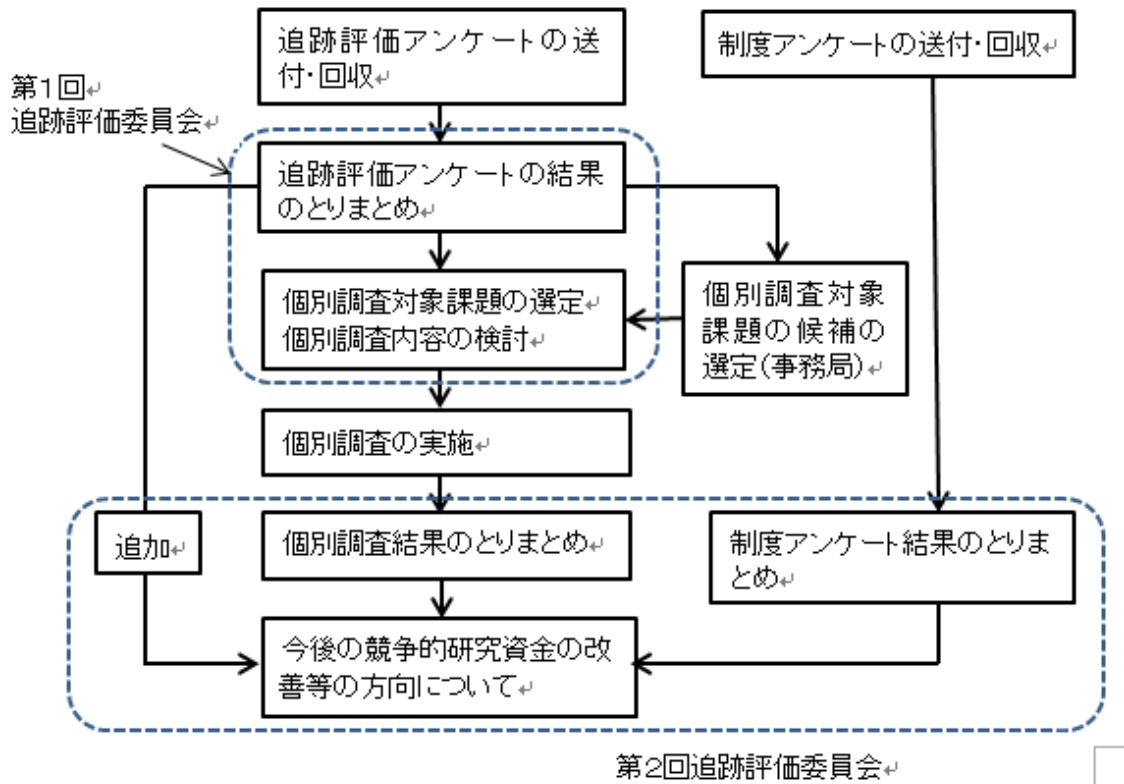 追跡評価アンケートの送
付・回収↵
制度アンケートの送付・回収↵
第1回↵
追跡評価委員会↵
追跡評価アンケートの結果
のとりまとめ↵
個別調査対象課題の選定↵
個別調査内容の検討↵
個別調査対象
課題の候補の
選定(事務局)↵
個別調査の実施↵
追加↵
個別調査結果のとりまとめ↵
制度アンケート結果のとりま
とめ↵
今後の競争的研究資金の改
善等の方向について↵
第2回追跡評価委員会↵